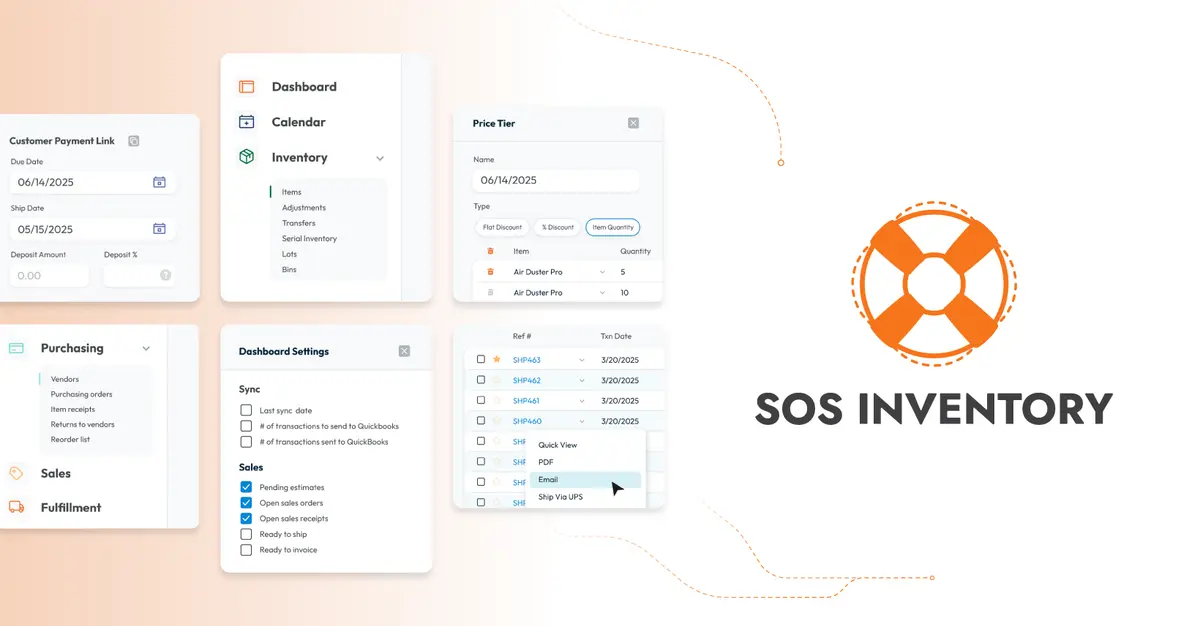 Customer Payment Link
Due Date
06/14/2025
Ship Date
05/15/2025
Deposit Amount Deposit %
0.00 ?
Dashboard
Calendar
Inventory
Items
Adjustments
Transfers
Serial Inventory
Lots
Bins
Price Tier
Name
06/14/2025
Type
Flat Discount % Discount Item Quantity
Item Quantity
Air Duster Pro 5
Air Duster Pro 10
Purchasing
Vendors
Purchasing orders
Item receipts
Returns to vendors
Reorder list
Sales
Fulfillment
Dashboard Settings
Sync
Last sync date
# of transactions to send to Quickbooks
# of transactions sent to QuickBooks
Sales
Pending estimates
Open sales orders
Open sales receipts
Ready to ship
Ready to invoice
Ref # Txn Date
SHP463 3/20/2025
SHP462 3/20/2025
SHP461 3/20/2025
SHP460 3/20/2025
SHP
SHP
SHP
SHP
Quick View
PDF
Email
Ship Via UPS
SOS INVENTORY